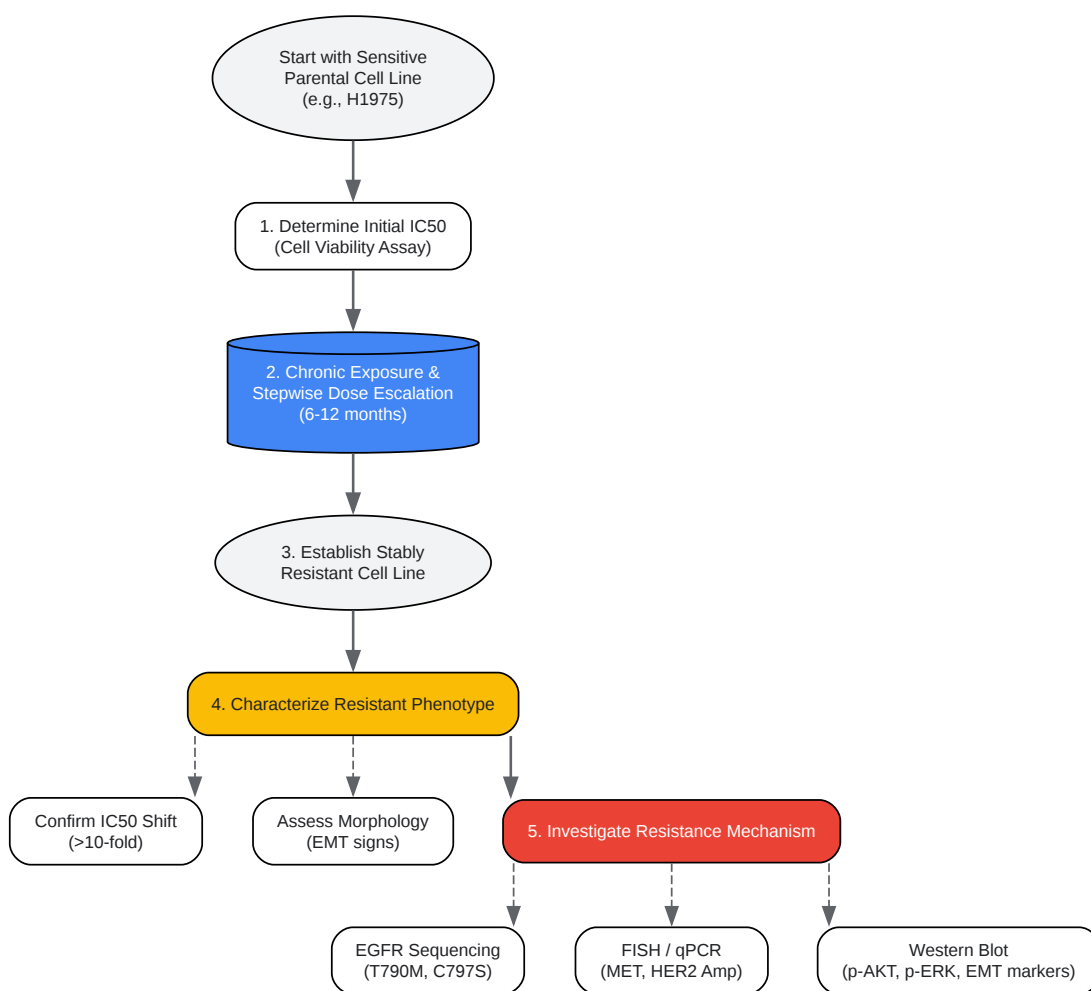 Start with Sensitive
Parental Cell Line
(e.g., H1975)
1. Determine Initial IC50
(Cell Viability Assay)
2. Chronic Exposure &
Stepwise Dose Escalation
(6-12 months)
3. Establish Stably
Resistant Cell Line
4. Characterize Resistant Phenotype
Confirm IC50 Shift
(>10-fold)
Assess Morphology
(EMT signs)
5. Investigate Resistance Mechanism
EGFR Sequencing
(T790M, C797S)
FISH / qPCR
(MET, HER2 Amp)
Western Blot
(p-AKT, p-ERK, EMT markers)